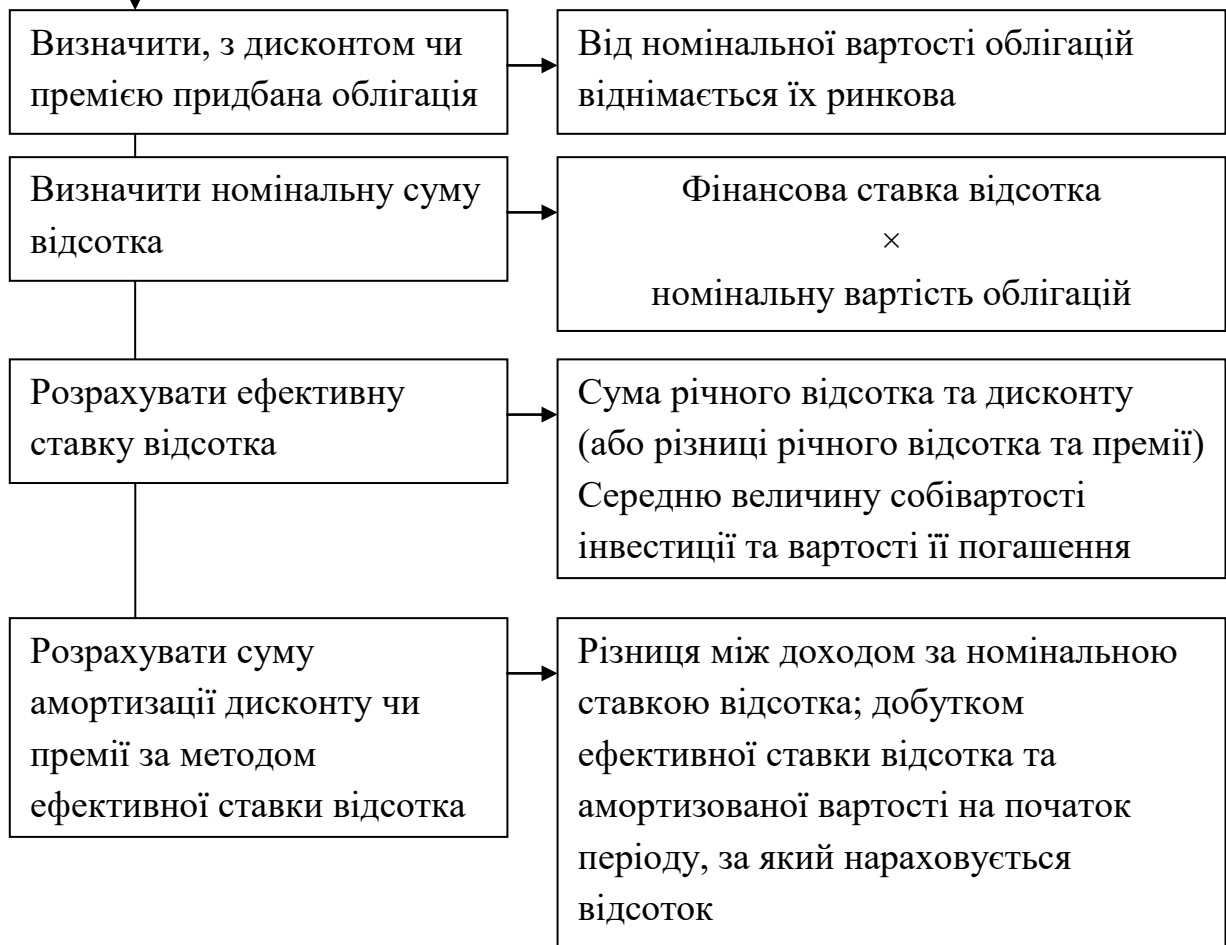 Визначити, з дисконтом чи
премією придбана облігація
Від номінальної вартості облігацій
віднімається їх ринкова
Визначити номінальну суму
відсотка
Фінансова ставка відсотка
×
номінальну вартість облігацій
Розрахувати ефективну
ставку відсотка
Сума річного відсотка та дисконту
(або різниці річного відсотка та премії)
Середню величину собівартості
інвестиції та вартості її погашення
Розрахувати суму
амортизації дисконту чи
премії за методом
ефективної ставки відсотка
Різниця між доходом за номінальною
ставкою відсотка; добутком
ефективної ставки відсотка та
амортизованої вартості на початок
періоду, за який нараховується
відсоток